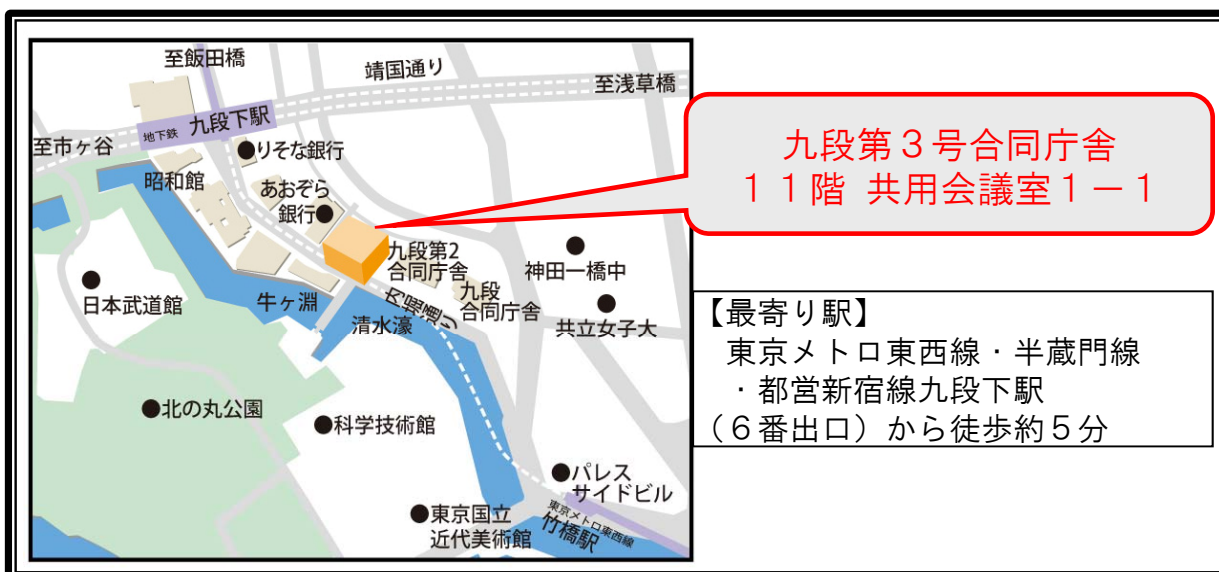 至飯田橋
靖国通り
至浅草橋
地下鉄 九段下駅
至市ヶ谷
●りそな銀行
昭和館
あおぞら
銀行●
九段第2
合同庁舎
九段
合同庁舎
神田一橋中
日本武道館
牛ヶ淵
清水濠
内堀通り
共立女子大
●北の丸公園
●科学技術館
●パレス
サイドビル
●東京国立
近代美術館
東京メトロ東西線
竹橋駅
九段第３号合同庁舎
１１階 共用会議室１－１
【最寄り駅】
東京メトロ東西線・半蔵門線
・都営新宿線九段下駅
（６番出口）から徒歩約５分